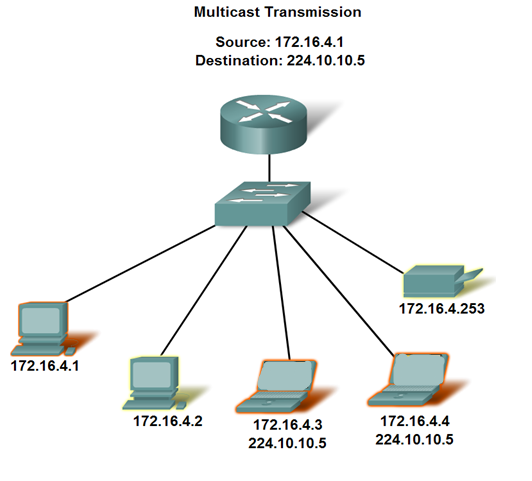 Multicast Transmission
Source: 172.16.4.1
Destination: 224.10.10.5
172.16.4.253
172.16.4.1
172.16.4.2
172.16.4.3
224.10.10.5
172.16.4.4
224.10.10.5